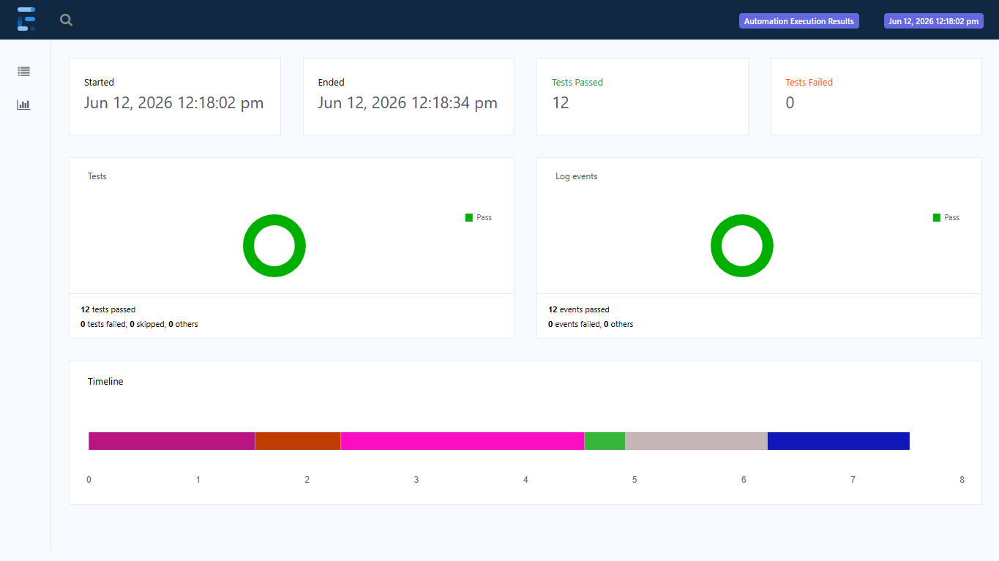 Automation Execution Results
Jun 12, 2026 12:18:02 pm
Started
Jun 12, 2026 12:18:02 pm
Ended
Jun 12, 2026 12:18:34 pm
Tests Passed
12
Tests Failed
0
Tests
Pass
12 tests passed
0 tests failed, 0 skipped, 0 others
Log events
Pass
12 events passed
0 events failed, 0 others
Timeline
0 1 2 3 4 5 6 7 8